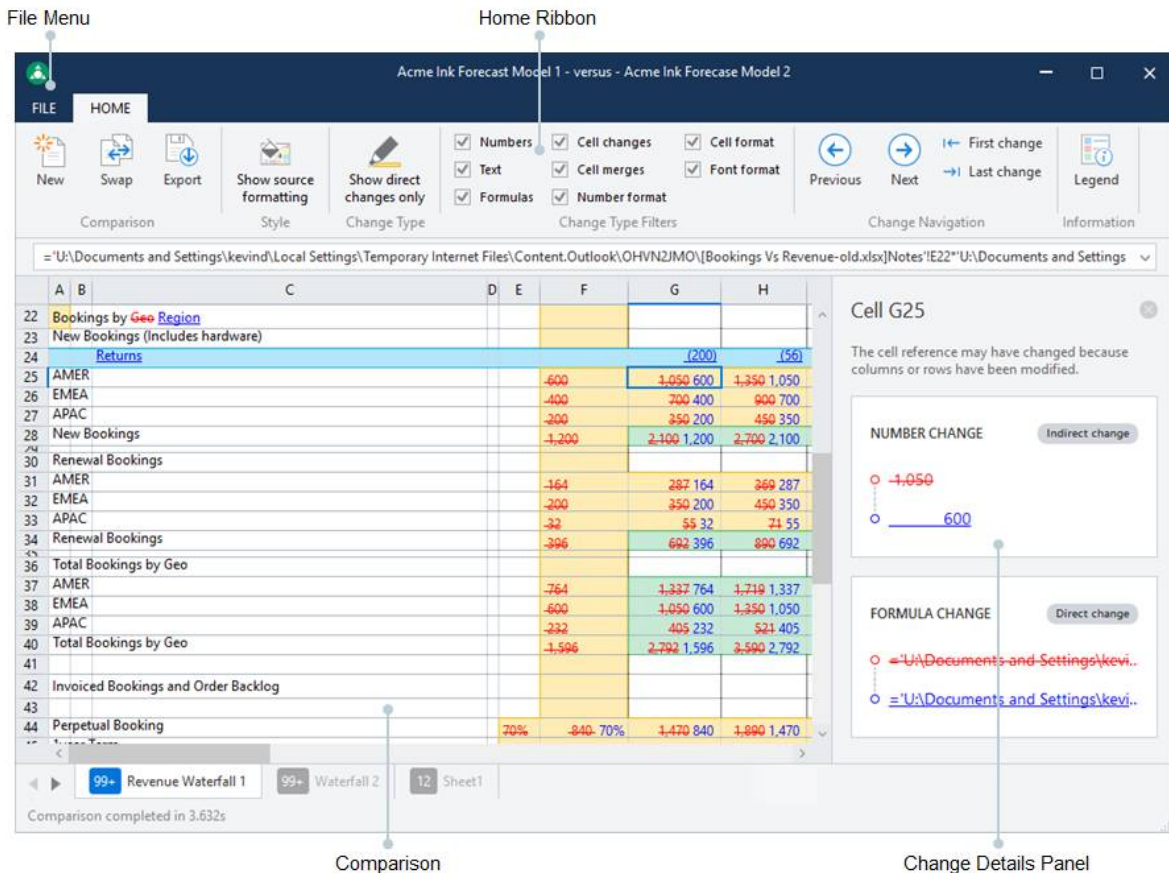 File Menu
Home Ribbon
Acme Ink Forecast Model 1 - versus - Acme Ink Forecase Model 2
FILE HOME
Numbers Cell changes Cell format
First change
Text Cell merges Font format
Last change
New Swap Export Show source formatting Show direct changes only Formulas Number format Previous Next Legend
Comparison Style Change Type Change Type Filters Change Navigation Information
='U:\Documents and Settings\kevind\Local Settings\Temporary Internet Files\Content.Outlook\OHVN2JMO\[Bookings Vs Revenue-old.xlsx]Notes'!E22*'U:\Documents and Settings
A B C D E F G H
22 Bookings by Geo Region
23 New Bookings (Includes hardware)
24 Returns (200) (56)
25 AMER 600 1,050 600 1,350 1,050
26 EMEA 400 700 400 900 700
27 APAC 200 350 200 450 350
28 New Bookings 1,200 2,100 1,200 2,700 2,100
29
30 Renewal Bookings
31 AMER 164 287 164 369 287
32 EMEA 200 350 200 450 350
33 APAC 32 55 32 71 55
34 Renewal Bookings 396 692 396 890 692
35
36 Total Bookings by Geo
37 AMER 764 1,337 764 1,719 1,337
38 EMEA 600 1,050 600 1,350 1,050
39 APAC 232 405 232 521 405
40 Total Bookings by Geo 1,596 2,792 1,596 3,590 2,792
41
42 Invoiced Bookings and Order Backlog
43
44 Perpetual Booking 70% 840 70% 1,470 840 1,890 1,470
Cell G25
The cell reference may have changed because
columns or rows have been modified.
NUMBER CHANGE Indirect change
1,050
600
FORMULA CHANGE Direct change
='U:\Documents and Settings\kevi..
='U:\Documents and Settings\kevi..
99+ Revenue Waterfall 1 99+ Waterfall 2 12 Sheet1
Comparison completed in 3.632s
Comparison
Change Details Panel